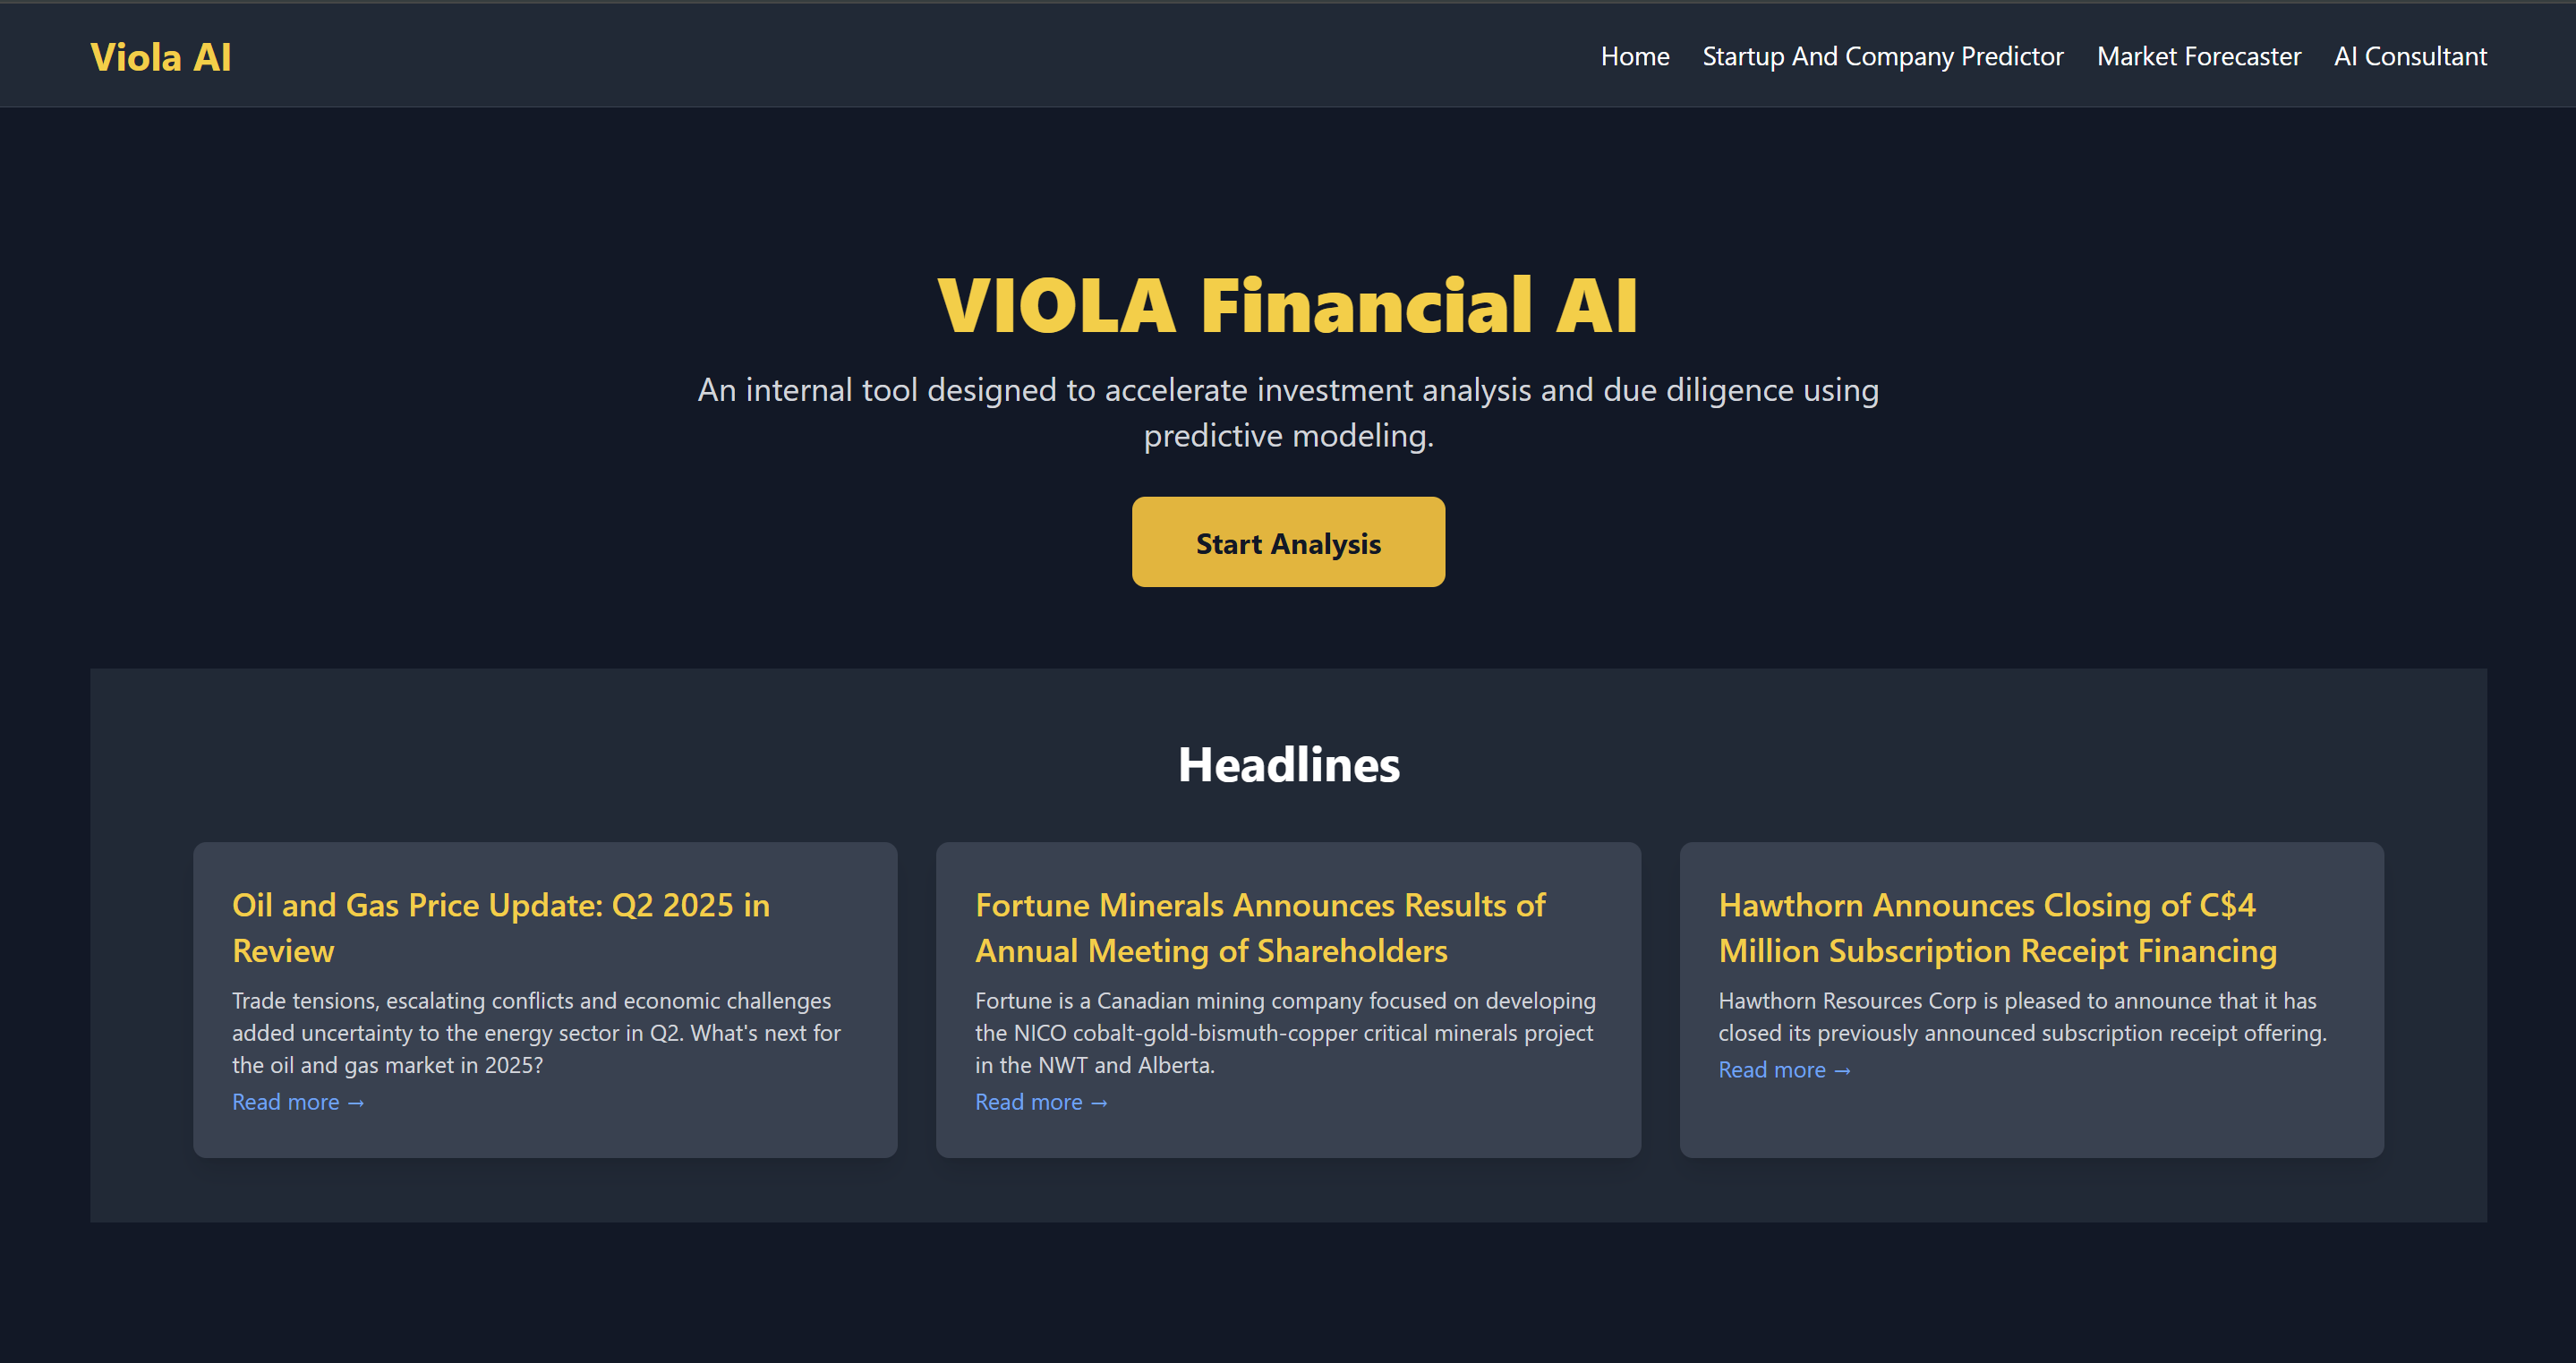 Viola AI
Home
Startup And Company Predictor
Market Forecaster
AI Consultant
VIOLA Financial AI
An internal tool designed to accelerate investment analysis and due diligence using
predictive modeling.
Start Analysis
Headlines
Oil and Gas Price Update: Q2 2025 in
Review
Trade tensions, escalating conflicts and economic challenges
added uncertainty to the energy sector in Q2. What's next for
the oil and gas market in 2025?
Read more →
Fortune Minerals Announces Results of
Annual Meeting of Shareholders
Fortune is a Canadian mining company focused on developing
the NICO cobalt-gold-bismuth-copper critical minerals project
in the NWT and Alberta.
Read more →
Hawthorn Announces Closing of C$4
Million Subscription Receipt Financing
Hawthorn Resources Corp is pleased to announce that it has
closed its previously announced subscription receipt offering.
Read more →